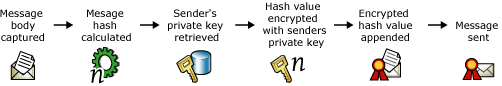 Message
body
captured
Mesage
hash
calculated
Sender's
private key
retrieved
Hash value
encrypted
with senders
private key
Encrypted
hash value
appended
Message
sent
n
n